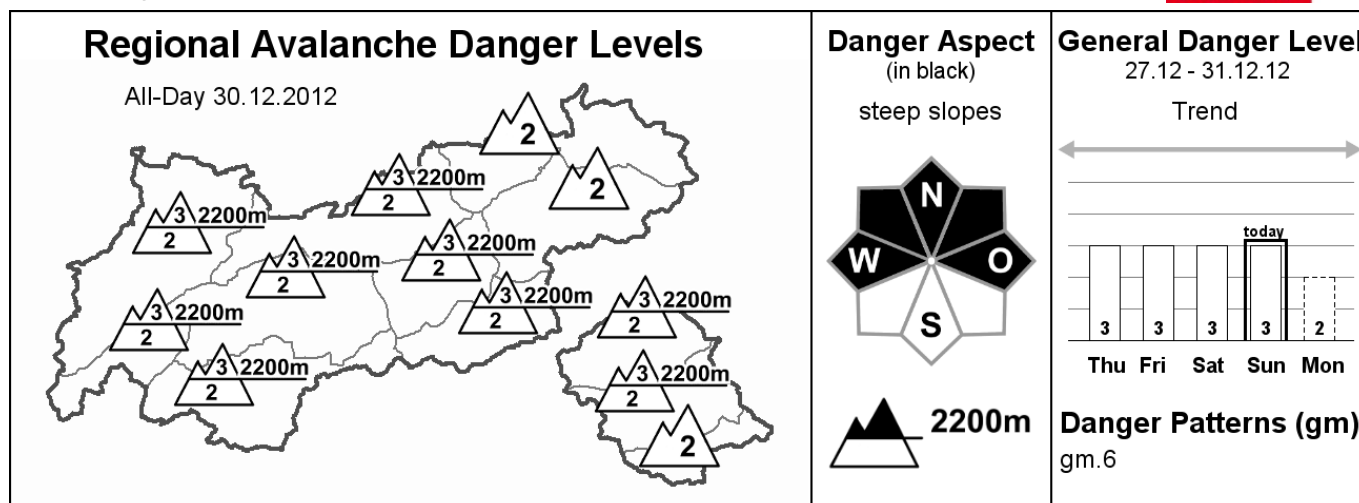 Regional Avalanche Danger Levels
All-Day 30.12.2012
2
2
3 2200m
2
3 2200m
2
3 2200m
2
3 2200m
2
3 2200m
2
3 2200m
2
3 2200m
2
3 2200m
2
3 2200m
2
2
Danger Aspect
(in black)
steep slopes
N
W
O
S
2200m
General Danger Level
27.12 - 31.12.12
Trend
today
3 3 3 3 2
Thu Fri Sat Sun Mon
Danger Patterns (gm)
gm.6